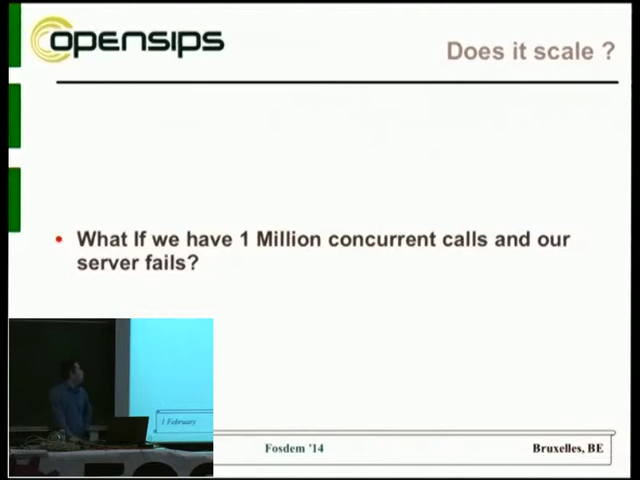 opensips
Does it scale ?
• What If we have 1 Million concurrent calls and our
server fails?
1 February
Fosdem '14
Bruxelles, BE